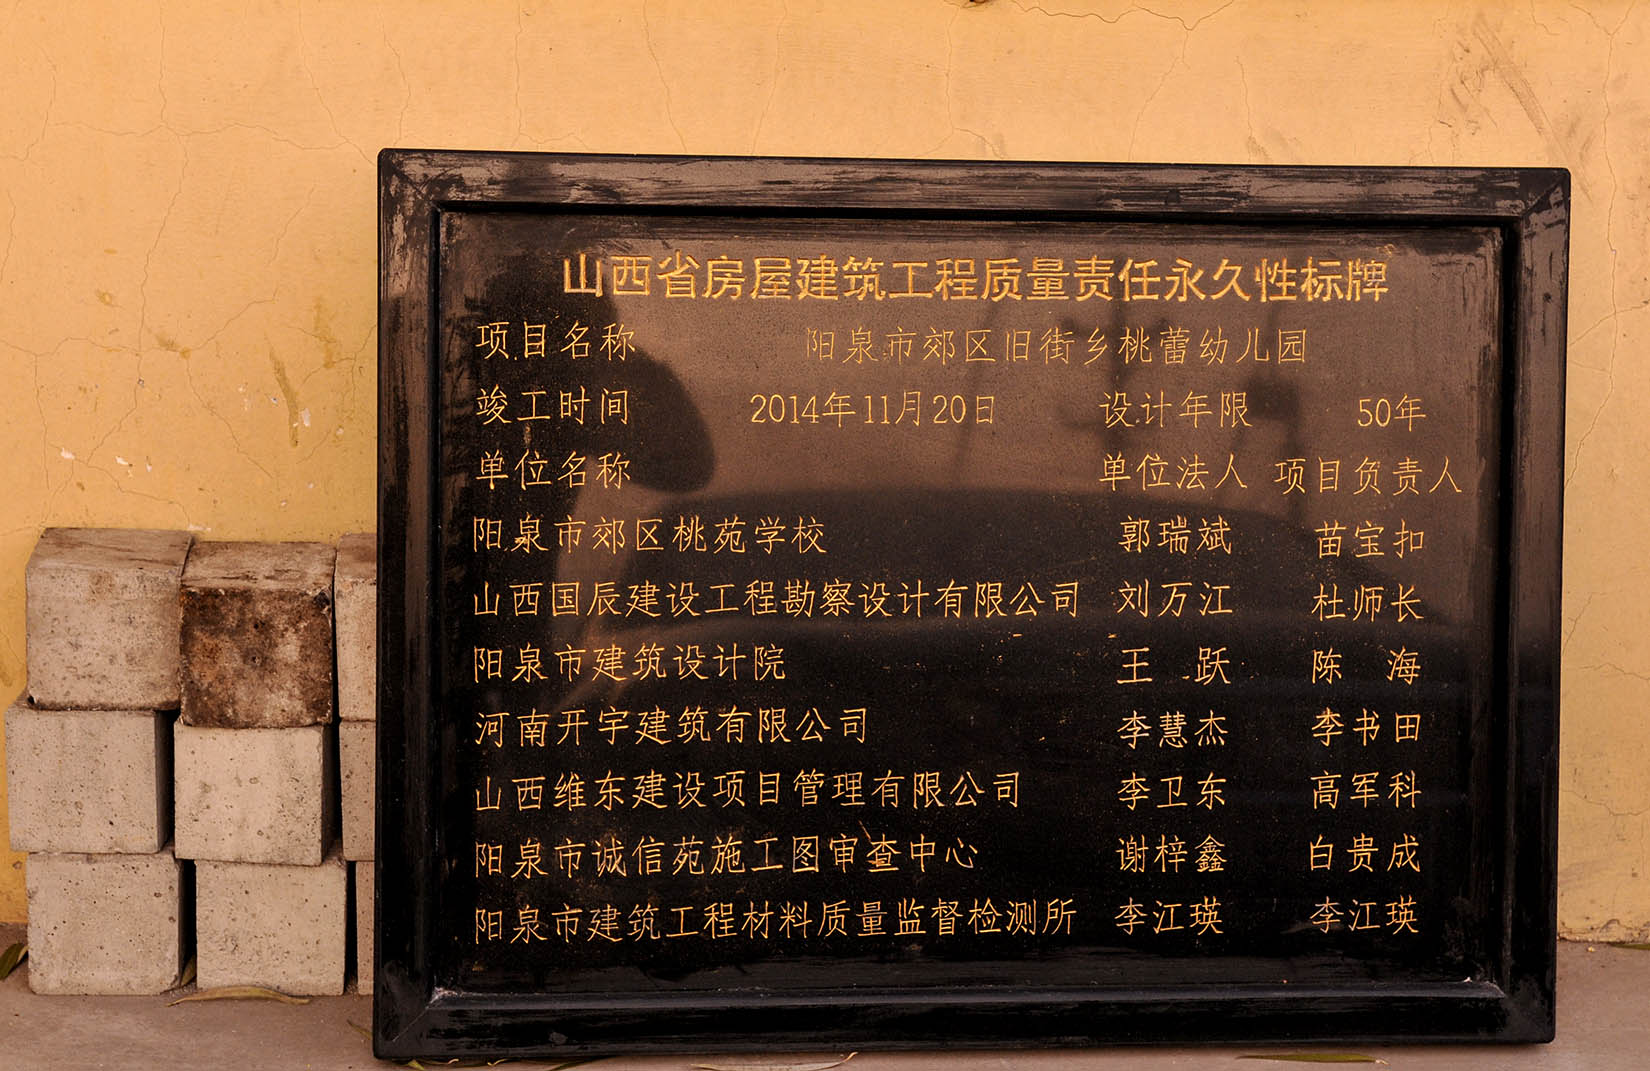 山西省房屋建筑工程质量责任永久性标牌
项目名称 阳泉市郊区旧街乡桃蕾幼儿园
竣工时间 2014年11月20日 设计年限 50年
单位名称 单位法人 项目负责人
阳泉市郊区桃苑学校 郭瑞斌 苗宝扣
山西国辰建设工程勘察设计有限公司 刘万江 杜师长
阳泉市建筑设计院 王跃 陈海
河南开宇建筑有限公司 李慧杰 李书田
山西维东建设项目管理有限公司 李卫东 高军科
阳泉市诚信苑施工图审查中心 谢梓鑫 白贵成
阳泉市建筑工程材料质量监督检测所 李江瑛 李江瑛